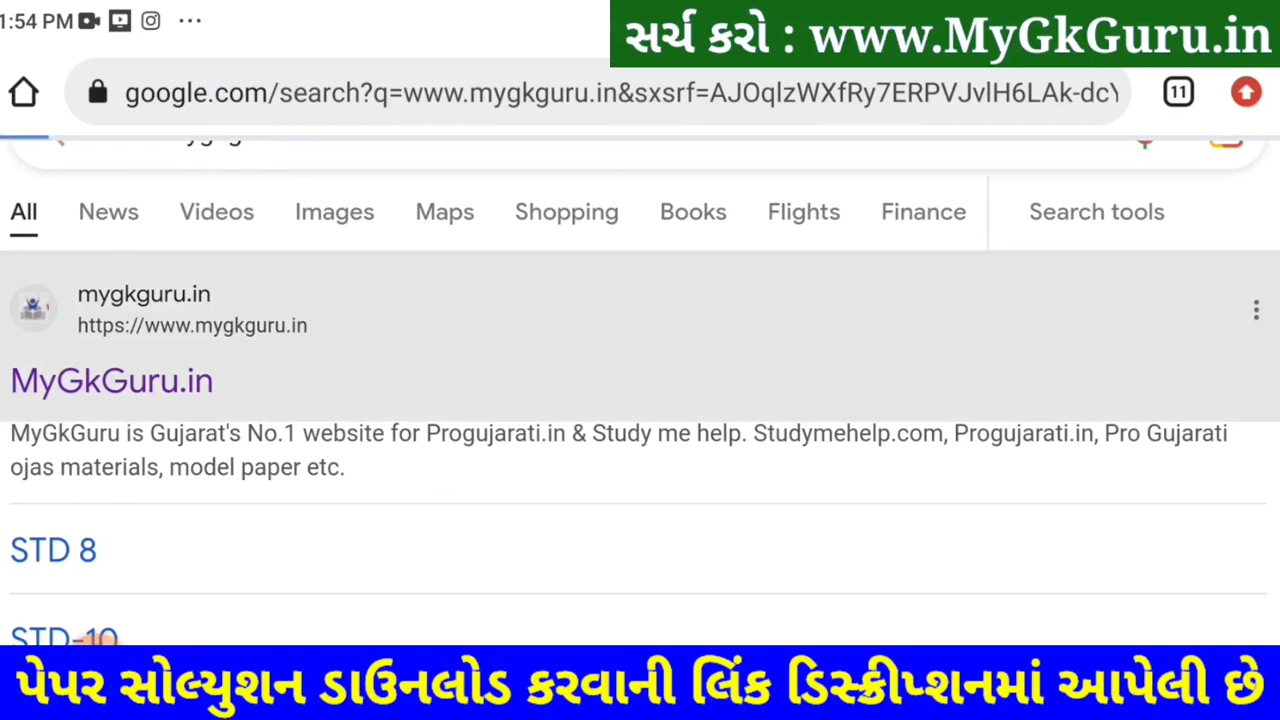 1:54 PM
સર્ચ કરો : www.MyGkGuru.in
google.com/search?q=www.mygkguru.in&sxsrf=AJOqlzWXfRy7ERPVJvlH6LAk-dcY
11
All News Videos Images Maps Shopping Books Flights Finance Search tools
mygkguru.in
https://www.mygkguru.in
MyGkGuru.in
MyGkGuru is Gujarat's No.1 website for Progujarati.in & Study me help. Studymehelp.com, Progujarati.in, Pro Gujarati
ojas materials, model paper etc.
STD 8
STD-10
પેપર સોલ્યુશન ડાઉનલોડ કરવાની લિંક ડિસ્ક્રીપ્શનમાં આપેલી છે